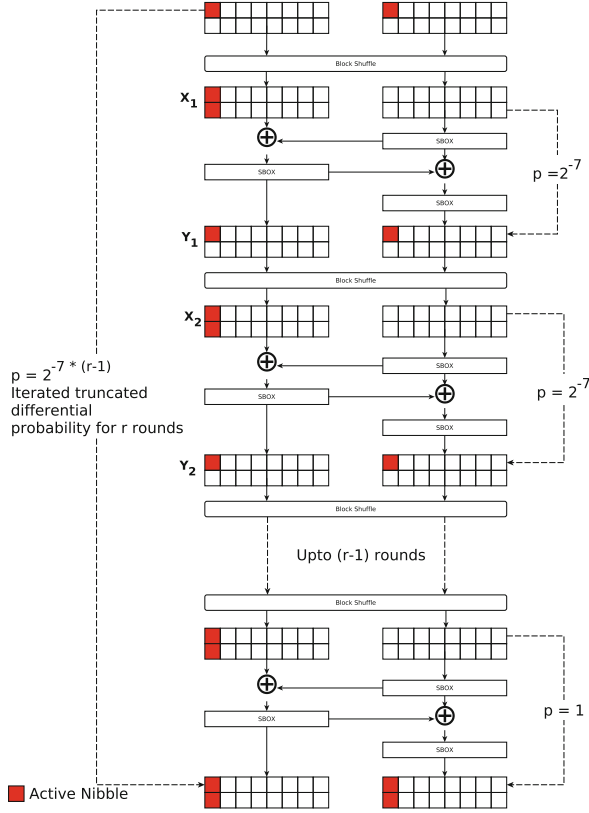 Block Shuffle
X1
SBOX
p =2^-7
SBOX
SBOX
Y1
Block Shuffle
X2
SBOX
p = 2^-7
SBOX
SBOX
p = 2^-7 * (r-1)
Iterated truncated
differential
probability for r rounds
Y2
Block Shuffle
Upto (r-1) rounds
Block Shuffle
SBOX
SBOX
p = 1
SBOX
Active Nibble